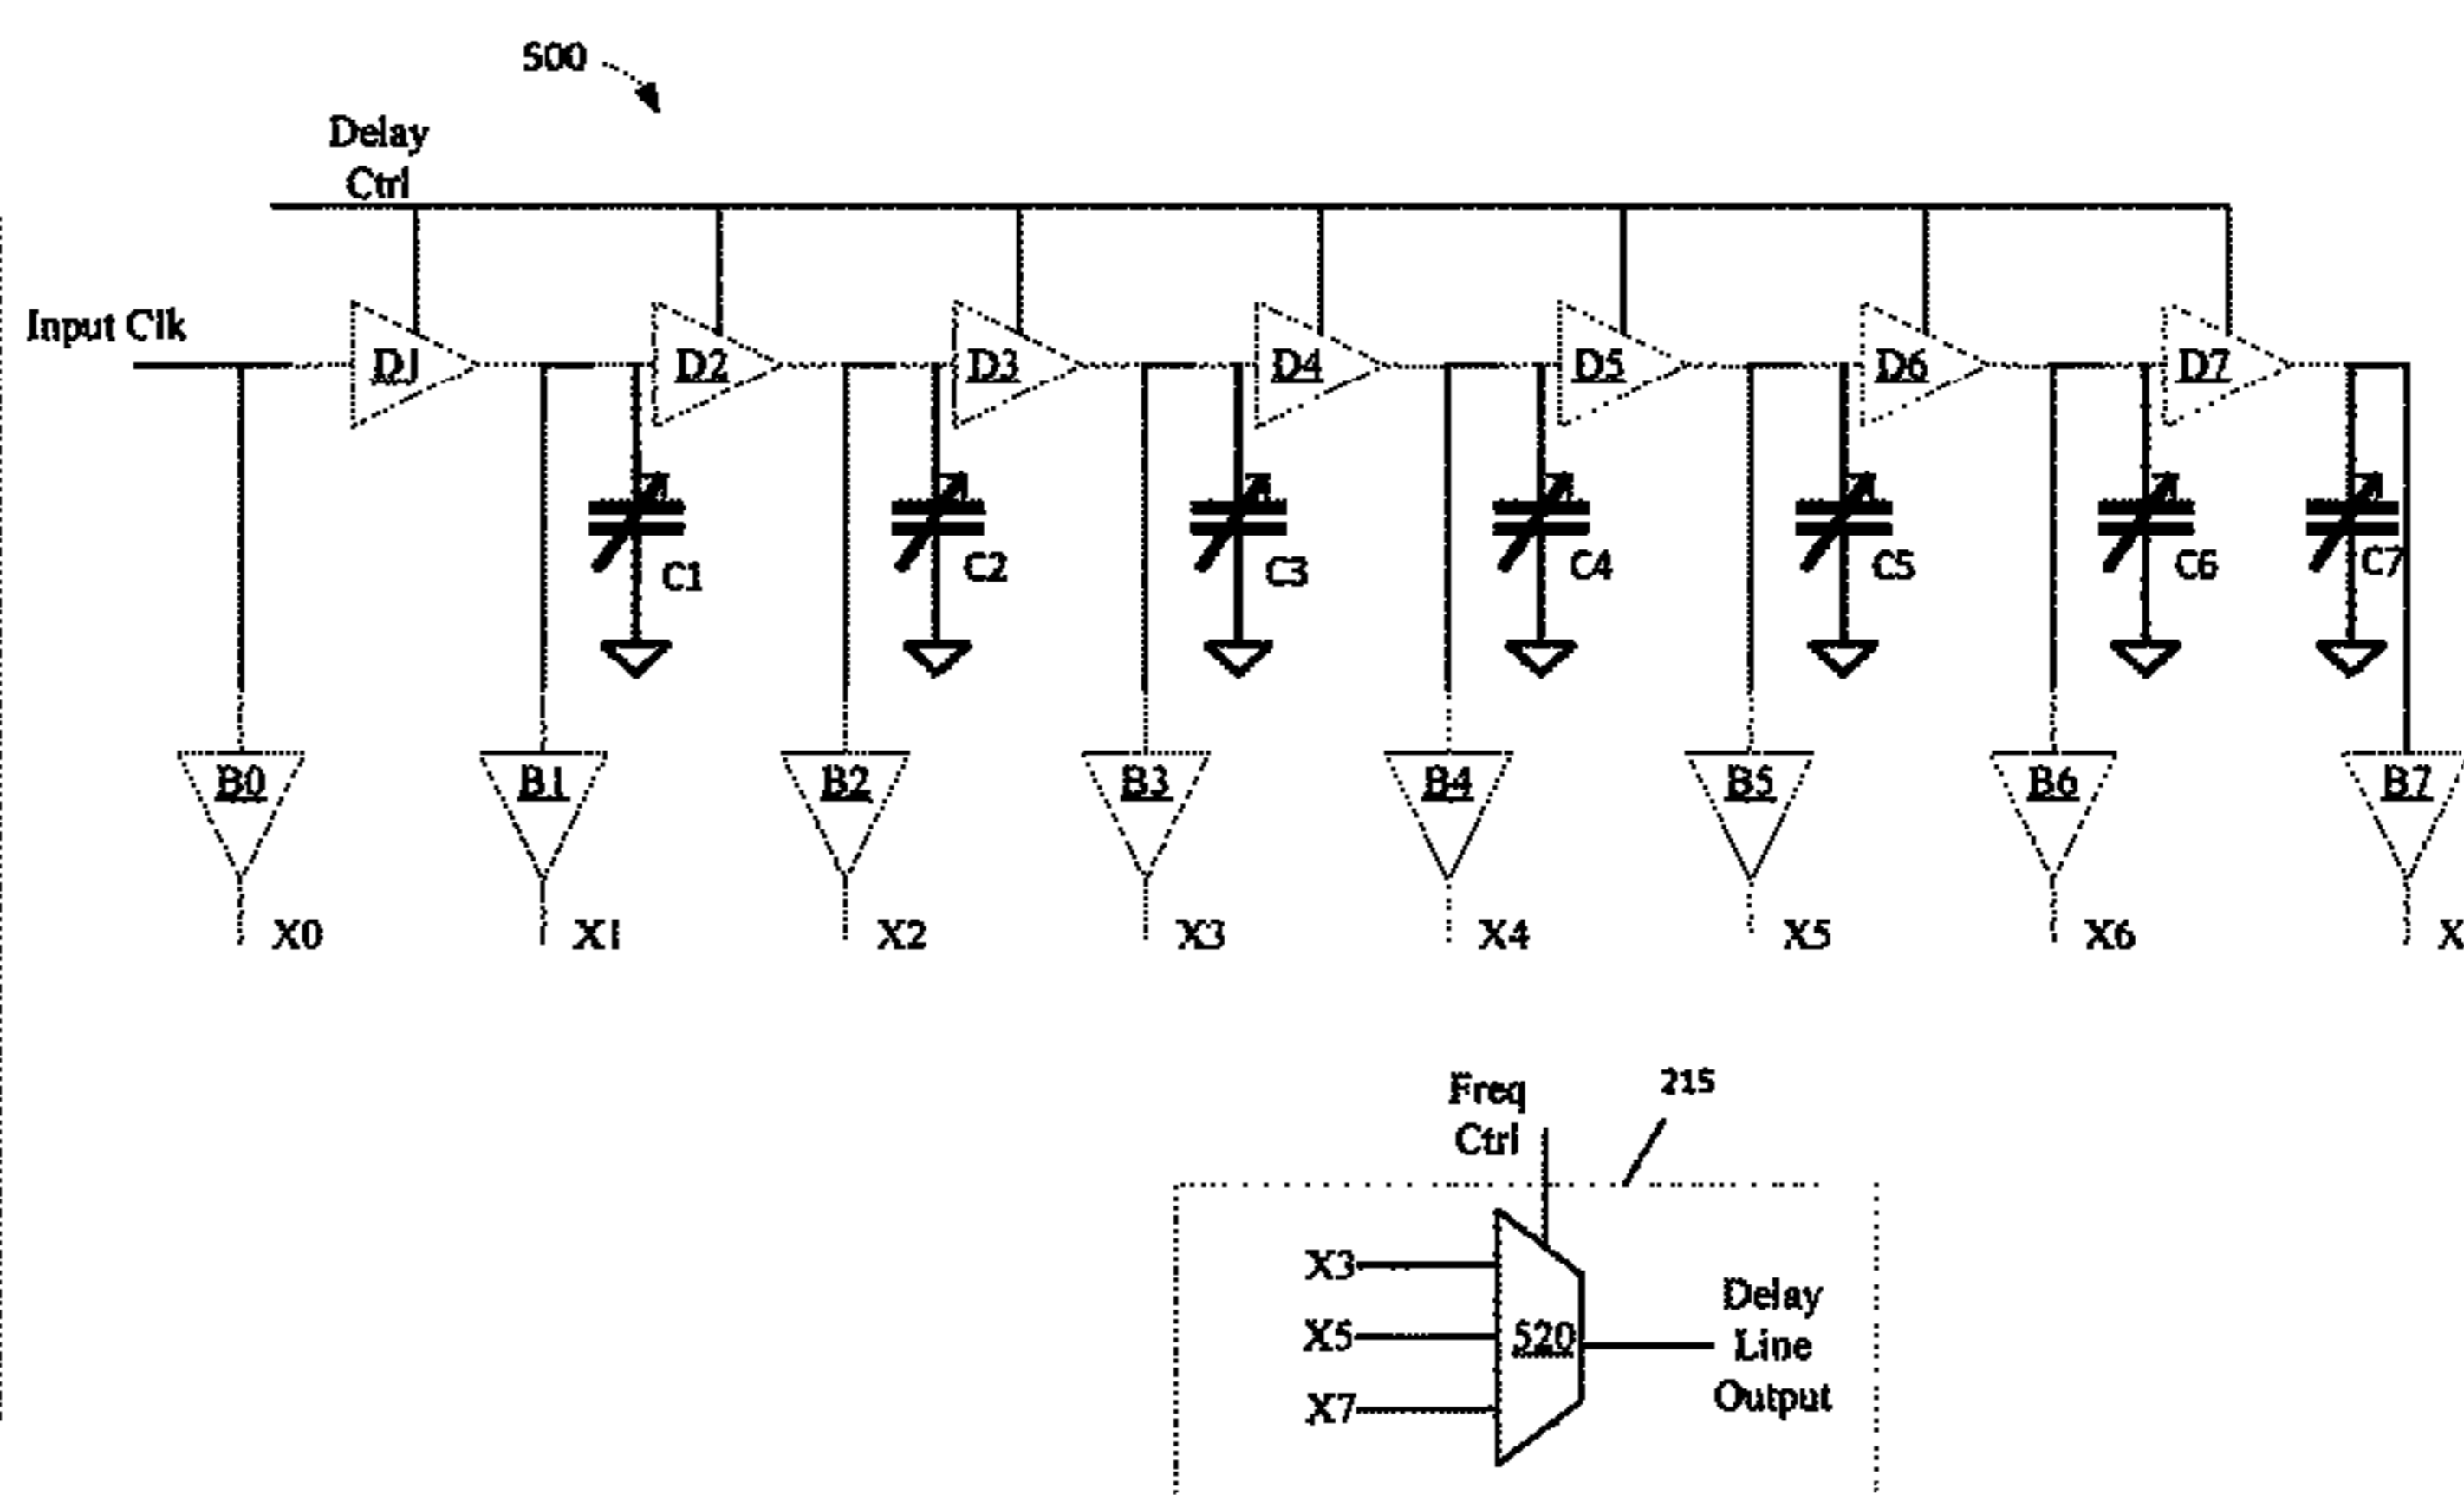 500
Delay
Ctrl
Input Clk
D1 D2 D3 D4 D5 D6 D7
C1 C2 C3 C4 C5 C6 C7
B0 B1 B2 B3 B4 B5 B6 B7
X0 X1 X2 X3 X4 X5 X6 X
Freq
Ctrl
215
X3
X5
X7
520
Delay
Line
Output